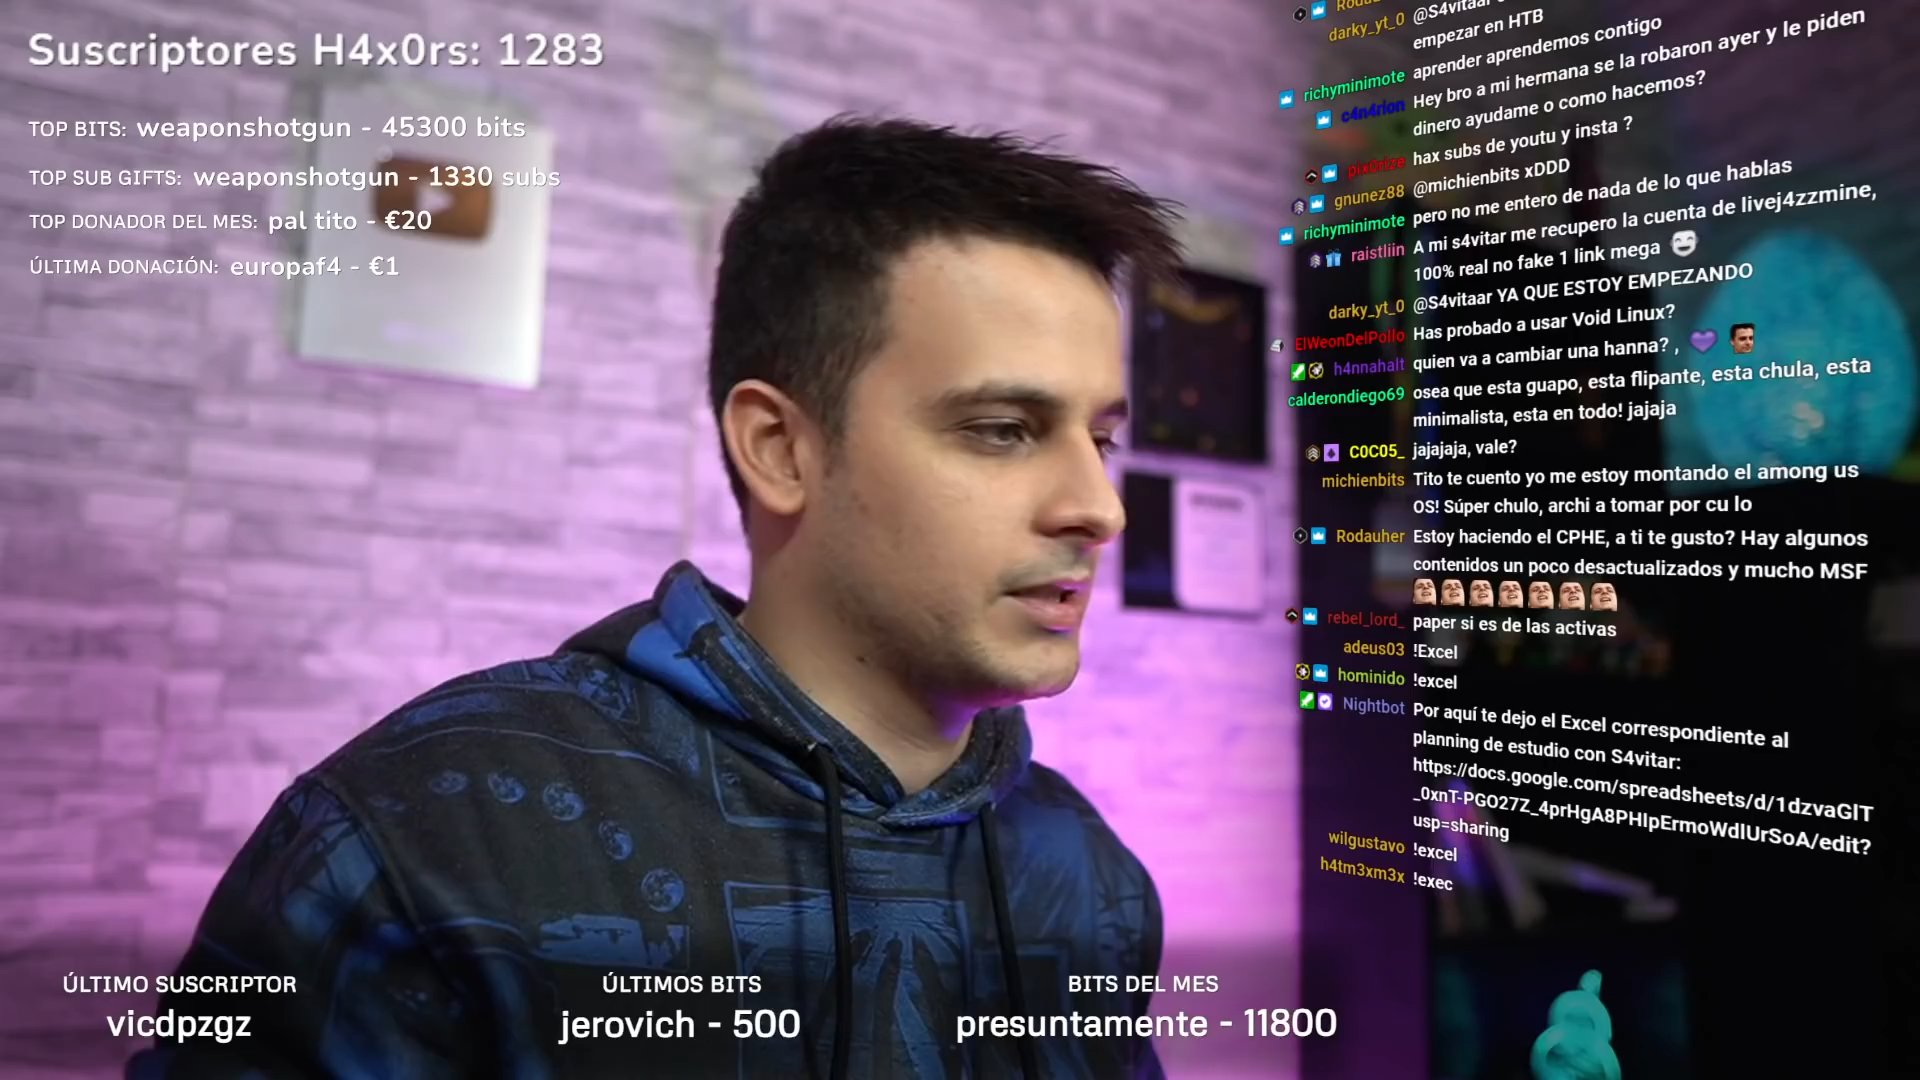 Suscriptores H4x0rs: 1283
TOP BITS: weaponshotgun - 45300 bits
TOP SUB GIFTS: weaponshotgun - 1330 subs
TOP DONADOR DEL MES: pal tito - €20
ÚLTIMA DONACIÓN: europaf4 - €1
darky_yt_0 @S4vitaar
empezar en HTB
aprender aprendemos contigo
richyminimote
c4n4rion Hey bro a mi hermana se la robaron ayer y le piden
dinero ayudame o como hacemos?
pix0rize hax subs de youtu y insta ?
gnunez88 @michienbits xDDD
richyminimote pero no me entero de nada de lo que hablas
raistliin A mi s4vitar me recupero la cuenta de livej4zzmine,
100% real no fake 1 link mega
darky_yt_0 @S4vitaar YA QUE ESTOY EMPEZANDO
ElWeonDelPollo Has probado a usar Void Linux?
h4nnahalt quien va a cambiar una hanna? ,
calderondiego69 osea que esta guapo, esta flipante, esta chula, esta
minimalista, esta en todo! jajaja
C0C05_ jajajaja, vale?
michienbits Tito te cuento yo me estoy montando el among us
OS! Súper chulo, archi a tomar por cu lo
Rodauher Estoy haciendo el CPHE, a ti te gusto? Hay algunos
contenidos un poco desactualizados y mucho MSF
rebel_lord_ paper si es de las activas
adeus03 !Excel
hominido !excel
Nightbot Por aquí te dejo el Excel correspondiente al
planning de estudio con S4vitar:
https://docs.google.com/spreadsheets/d/1dzvaGIT
_0xnT-PGO27Z_4prHgA8PHIpErmoWdIUrSoA/edit?
usp=sharing
wilgustavo !excel
h4tm3xm3x !exec
ÚLTIMO SUSCRIPTOR
vicdpzgz
ÚLTIMOS BITS
jerovich - 500
BITS DEL MES
presuntamente - 11800